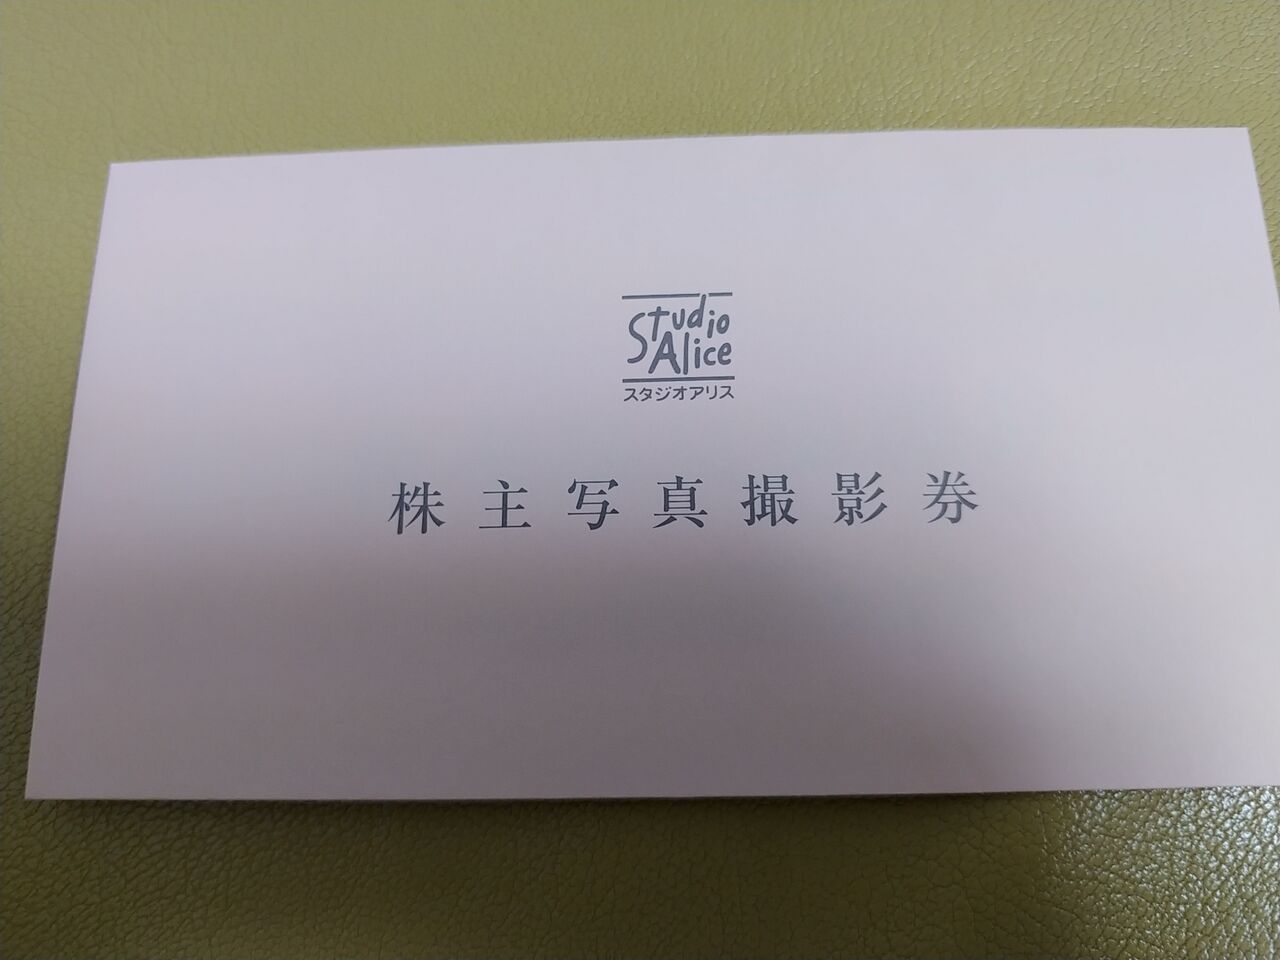 Studio
Alice
スタジオアリス
株主写真撮影券